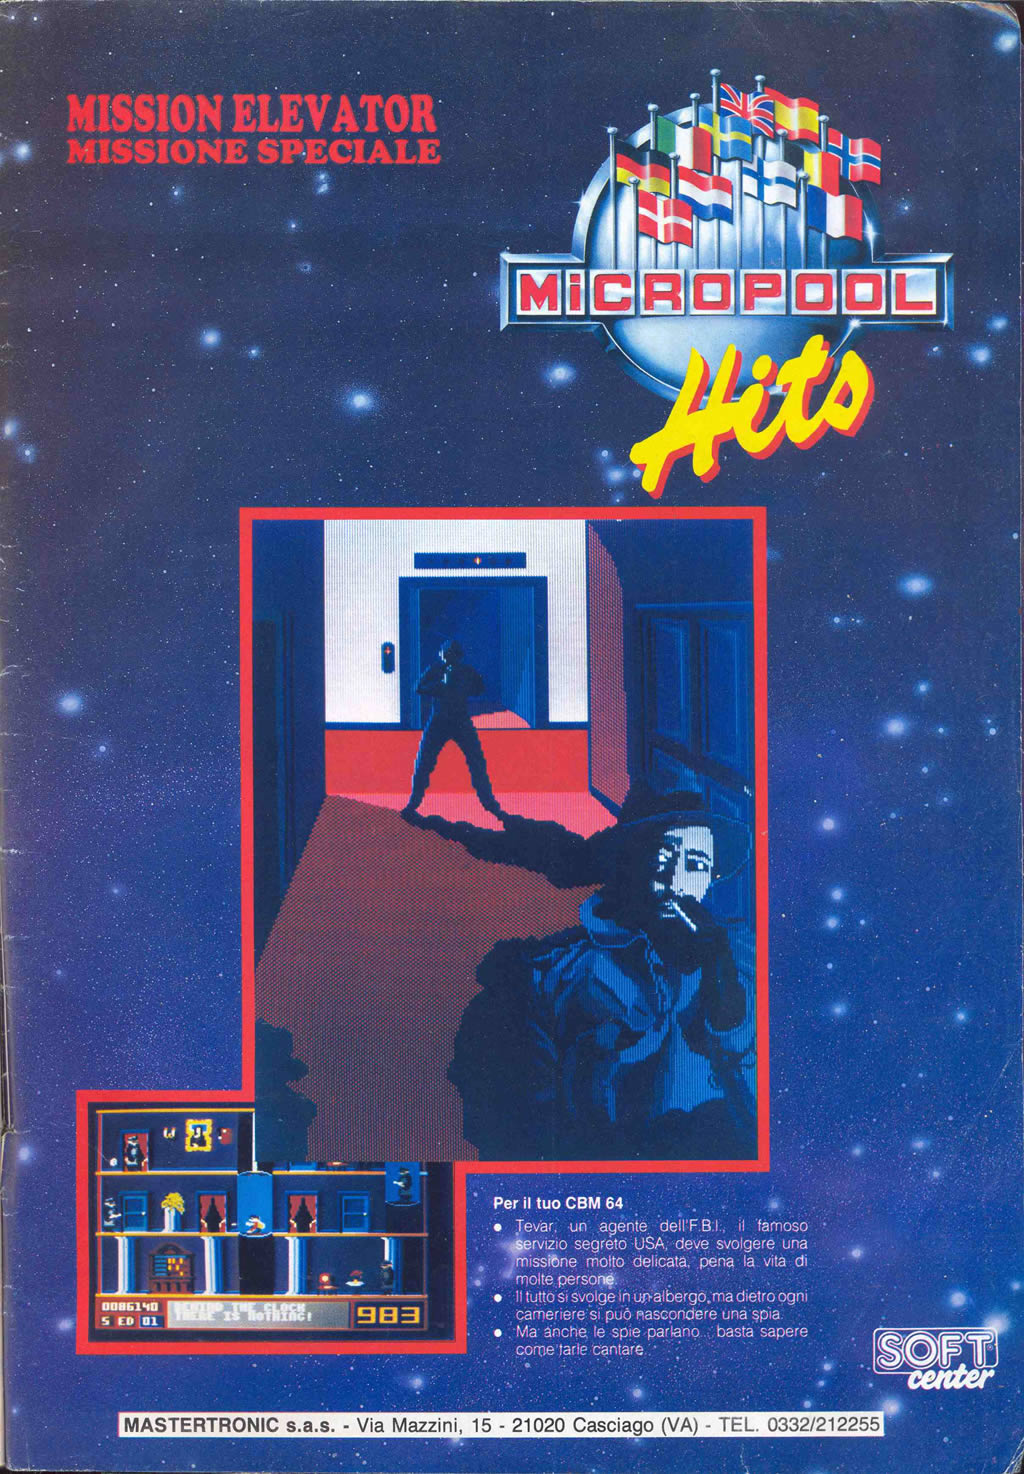 MISSION ELEVATOR
MISSIONE SPECIALE
MiCROPOOL
Hits
0086140
S ED 01
BEHIND THE CLOCK
THERE IS NOTHING!
983
Per il tuo CBM 64
● Tevar, un agente dell'F.B.I., il famoso
servizio segreto USA, deve svolgere una
missione molto delicata, pena la vita di
molte persone.
● Il tutto si svolge in un albergo, ma dietro ogni
cameriere si può nascondere una spia.
● Ma anche le spie parlano... basta sapere
come farle cantare.
SOFT
center
MASTERTRONIC s.a.s. - Via Mazzini, 15 - 21020 Casciago (VA) - TEL. 0332/212255